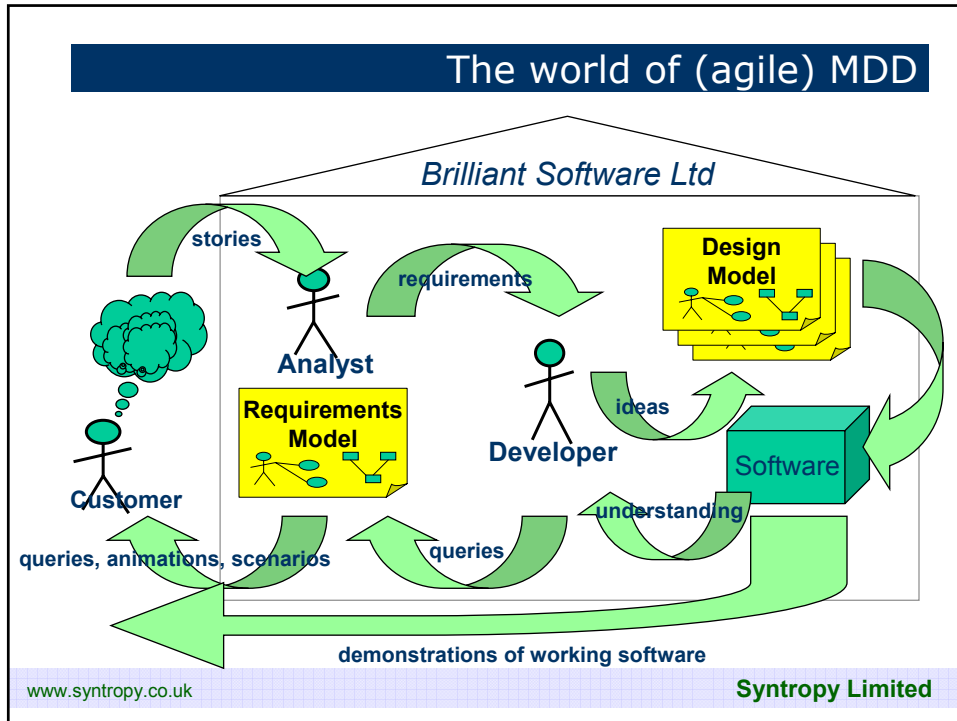 The world of (agile) MDD
Brilliant Software Ltd
stories
requirements
Design
Model
Analyst
Requirements
Model
ideas
Developer
Software
Customer
understanding
queries
queries, animations, scenarios
demonstrations of working software
www.syntropy.co.uk
Syntropy Limited